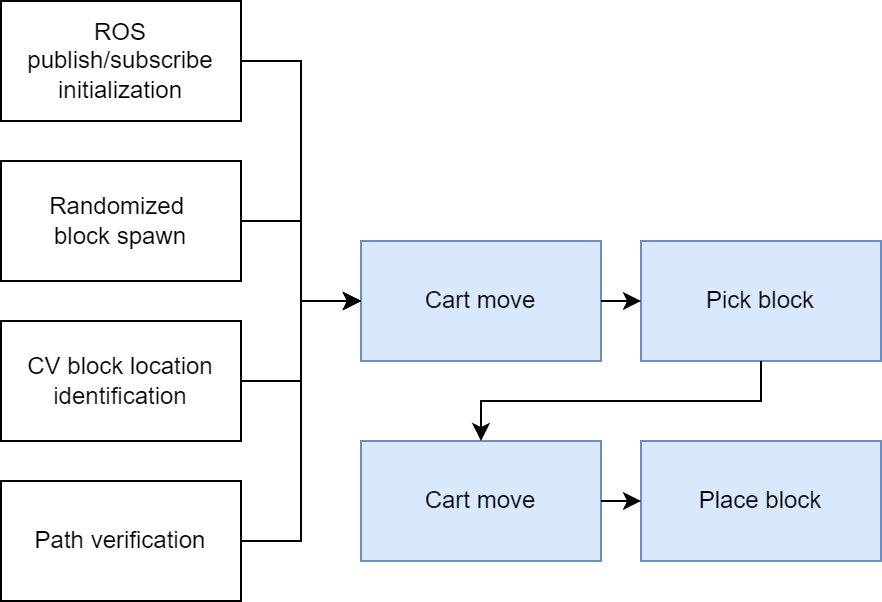 ROS
publish/subscribe
initialization
Randomized
block spawn
CV block location
identification
Path verification
Cart move
Pick block
Cart move
Place block